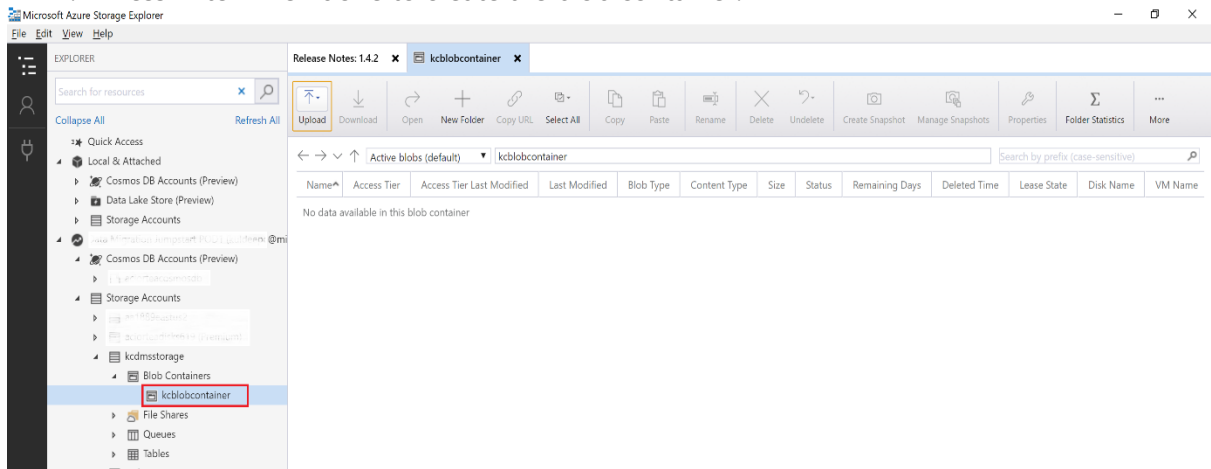 Microsoft Azure Storage Explorer
File Edit View Help
EXPLORER
Search for resources
Collapse All Refresh All
Quick Access
Local & Attached
Cosmos DB Accounts (Preview)
Data Lake Store (Preview)
Storage Accounts
@mi
Cosmos DB Accounts (Preview)
Storage Accounts
kcdmsstorage
Blob Containers
kcblobcontainer
File Shares
Queues
Tables
Release Notes: 1.4.2 kcblobcontainer
Upload Download Open New Folder Copy URL Select All Copy Paste Rename Delete Undelete Create Snapshot Manage Snapshots Properties Folder Statistics More
Active blobs (default) kcblobcontainer Search by prefix (case-sensitive)
Name Access Tier Access Tier Last Modified Last Modified Blob Type Content Type Size Status Remaining Days Deleted Time Lease State Disk Name VM Name
No data available in this blob container